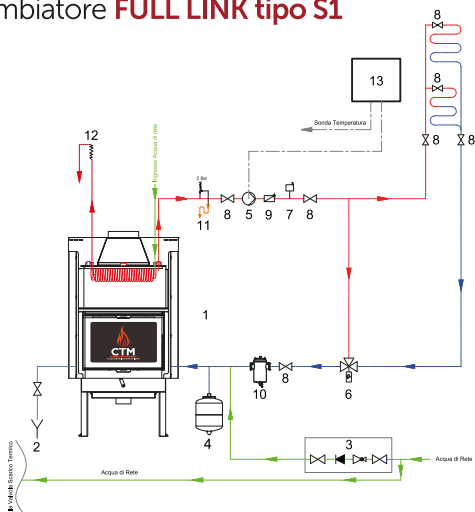 mbiatore FULL LINK tipo S1
8
13
8
Sonda Temperatura
12
Ingresso Acqua di rete
8
8
3 Bar
11
8
5
9
7
8
1
CTM
10
8
6
2
4
3
Acqua di Rete
Acqua di Rete
lla Valvola Scarico Termico